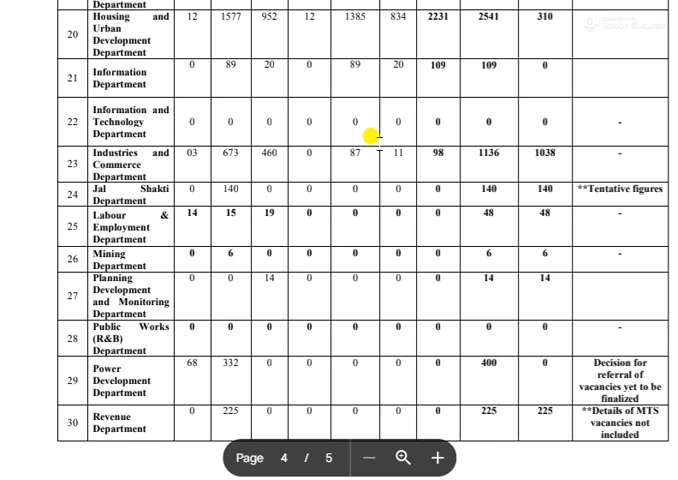 Department
20 Housing and Urban Development Department 12 1577 952 12 1385 834 2231 2541 310
21 Information Department 0 89 20 0 89 20 109 109 0
22 Information and Technology Department 0 0 0 0 0 0 0 0 0 -
23 Industries and Commerce Department 03 673 460 0 87 11 98 1136 1038 -
24 Jal Shakti Department 0 140 0 0 0 0 0 140 140 **Tentative figures
25 Labour & Employment Department 14 15 19 0 0 0 0 48 48 -
26 Mining Department 0 6 0 0 0 0 0 6 6 -
27 Planning Development and Monitoring Department 0 0 14 0 0 0 0 14 14
28 Public Works (R&B) Department 0 0 0 0 0 0 0 0 0 -
29 Power Development Department 68 332 0 0 0 0 0 400 0 Decision for referral of vacancies yet to be finalized
30 Revenue Department 0 225 0 0 0 0 0 225 225 **Details of MTS vacancies not included
Page 4 / 5